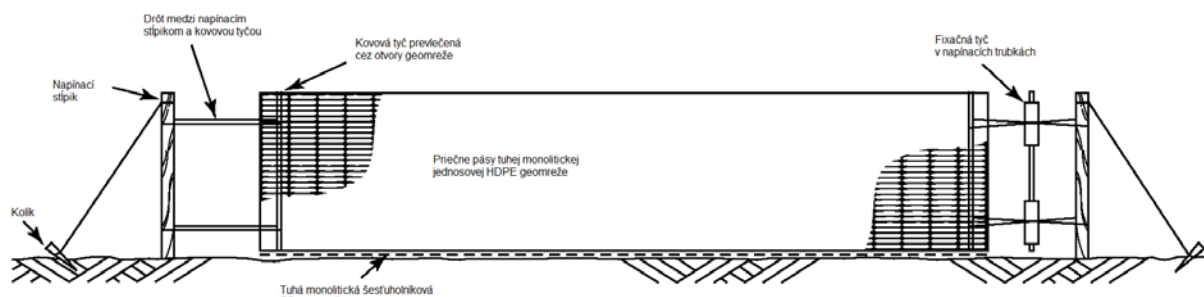 Drôt medzi napínacím
stĺpikom a kovovou tyčou
Kovová tyč prevlečená
cez otvory geomreže
Fixačná tyč
v napínacích trubkách
Napínací
stĺpik
Priečne pásy tuhej monolitickej
jednosovej HDPE geomreže
Kolík
Tuhá monolitická šesťuholníková